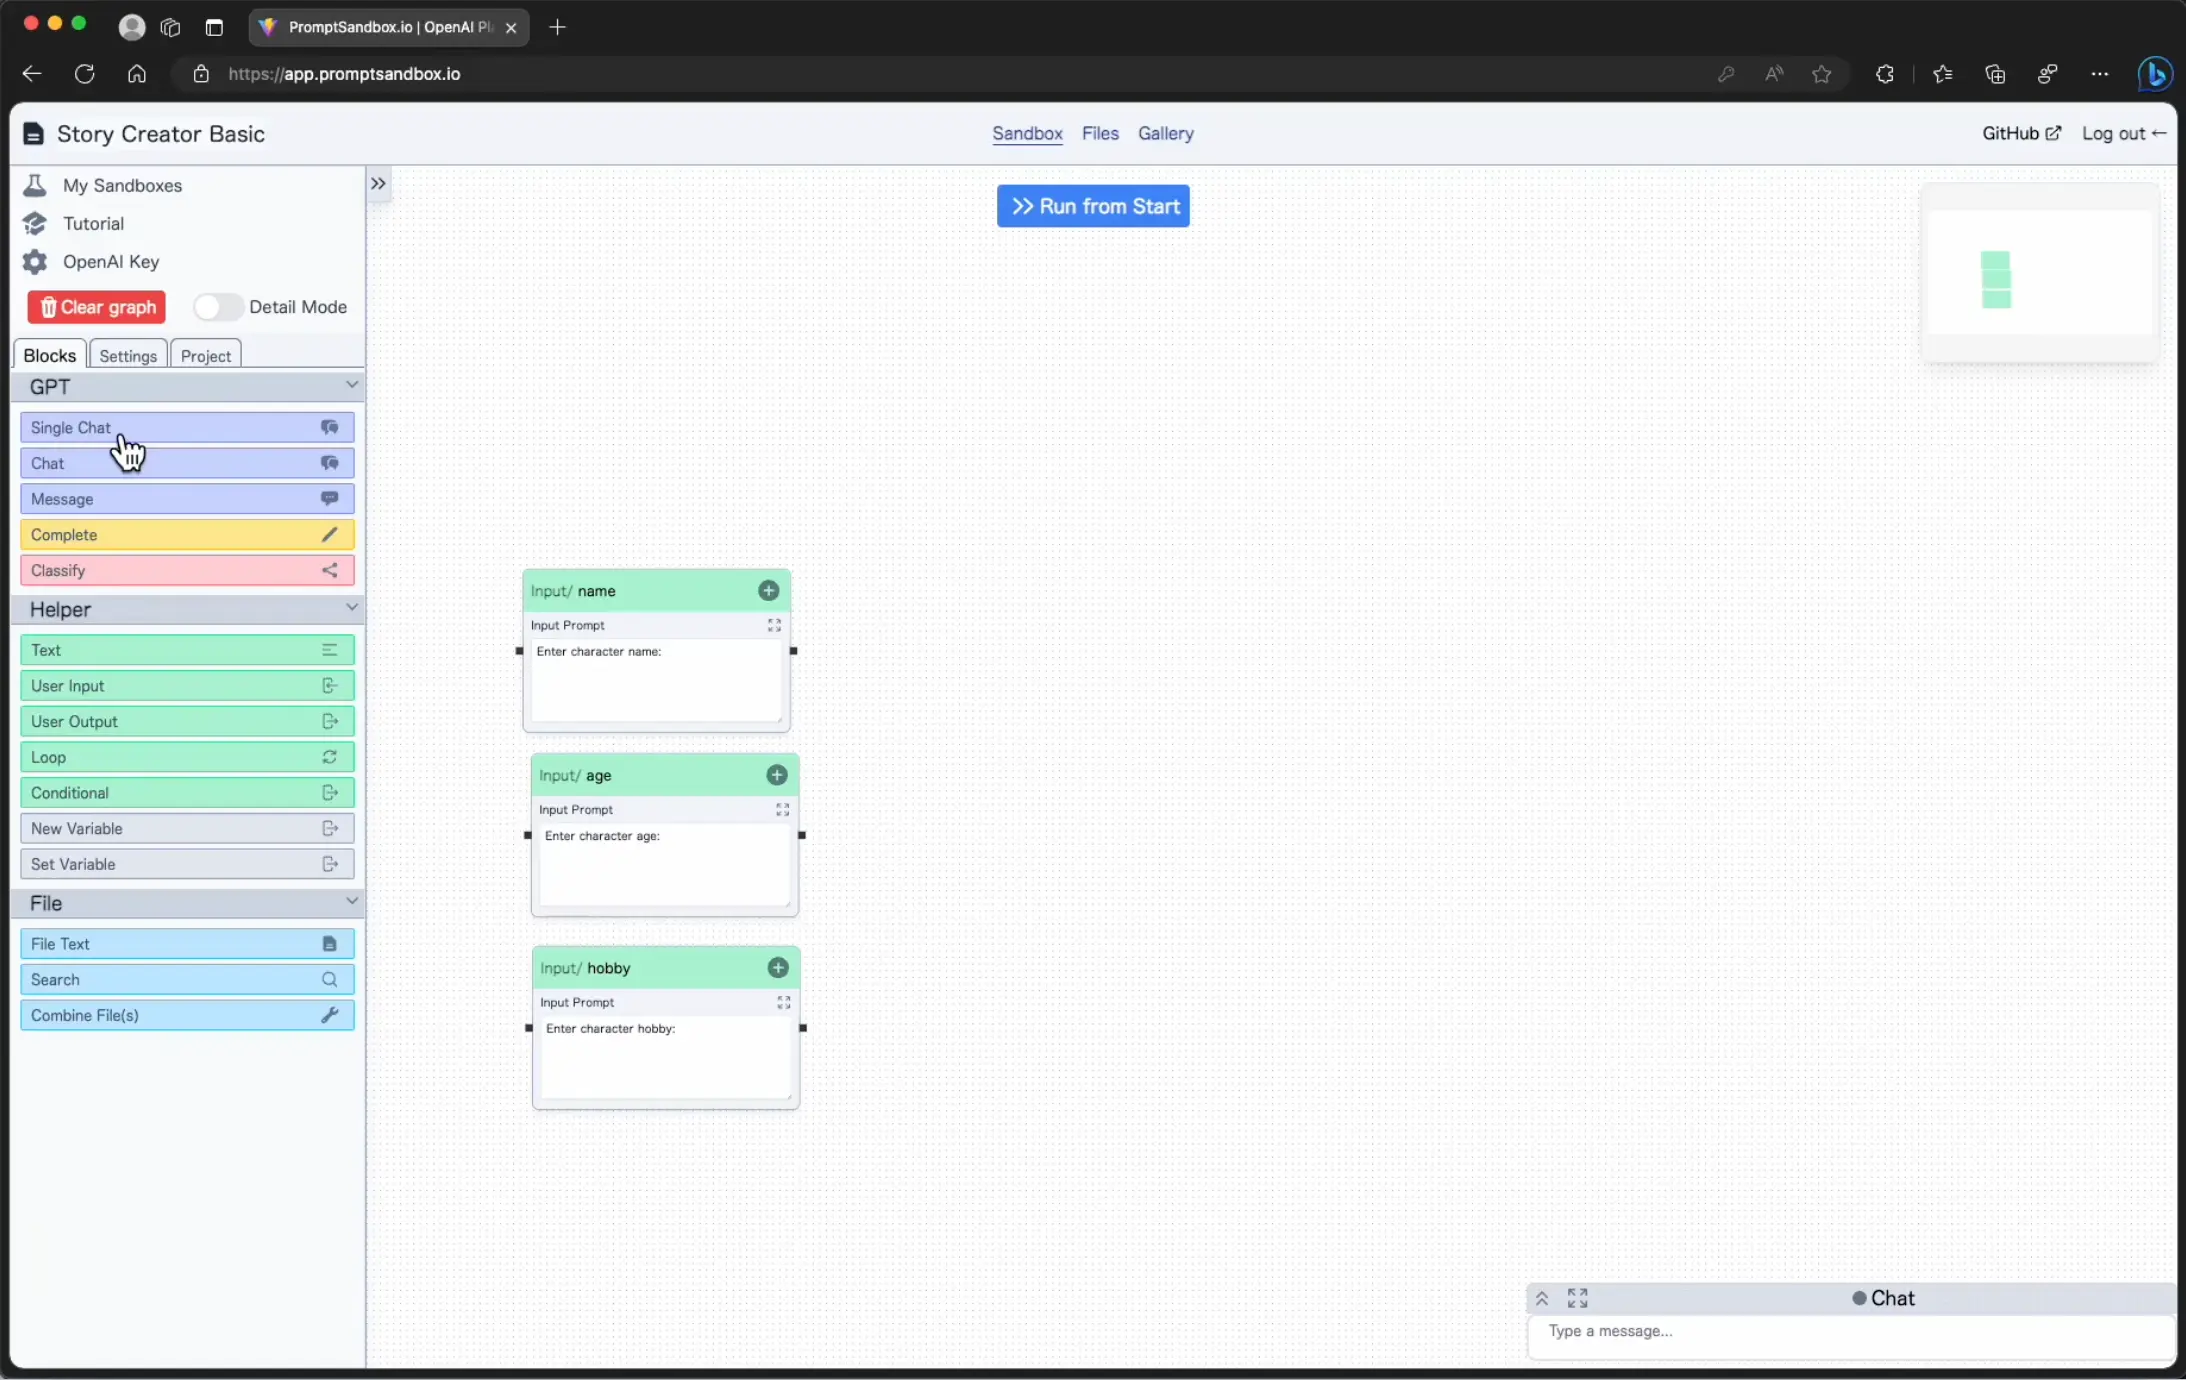 PromptSandbox.io | OpenAI Pl
https://app.promptsandbox.io
Story Creator Basic
Sandbox Files Gallery
GitHub
Log out ←
My Sandboxes
Tutorial
OpenAI Key
Clear graph
Detail Mode
Blocks Settings Project
GPT
Single Chat
Chat
Message
Complete
Classify
Helper
Text
User Input
User Output
Loop
Conditional
New Variable
Set Variable
File
File Text
Search
Combine File(s)
Run from Start
Input/ name
Input Prompt
Enter character name:
Input/ age
Input Prompt
Enter character age:
Input/ hobby
Input Prompt
Enter character hobby:
Chat
Type a message...